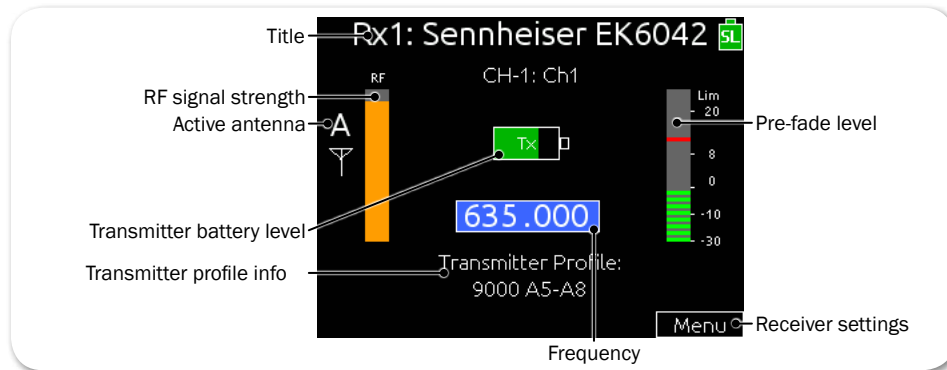 Title
Rx1: Sennheiser EK6042
SL
RF
CH-1: Ch1
RF signal strength
Active antenna
A
Lim
20
8
0
-10
-30
Pre-fade level
Tx
635.000
Transmitter battery level
Transmitter profile info
Transmitter Profile:
9000 A5-A8
Menu
Receiver settings
Frequency